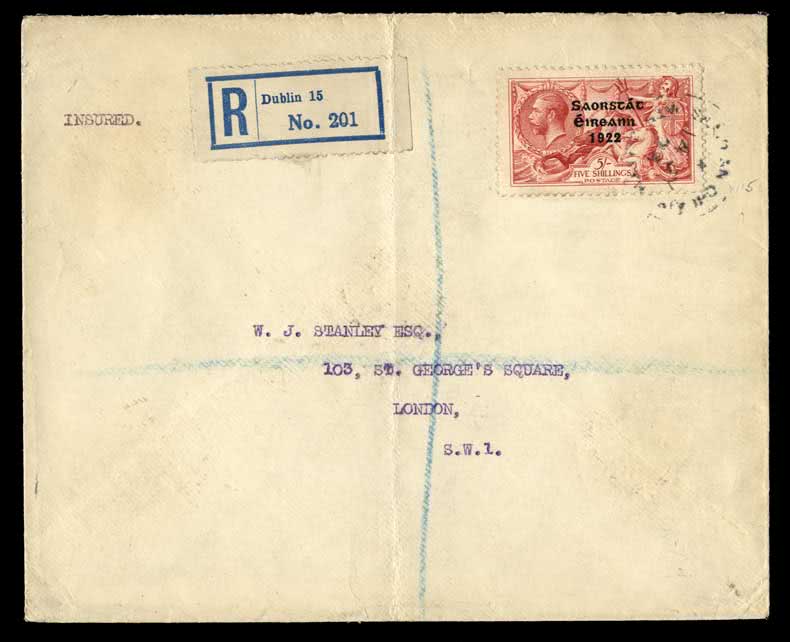 INSURED.
R
Dublin 15
No. 201
Saorstát
Éireann
1922
5/-
FIVE SHILLINGS
POSTAGE
W. J. STANLEY ESQ.,
103, ST. GEORGE'S SQUARE,
LONDON,
S.W.1.